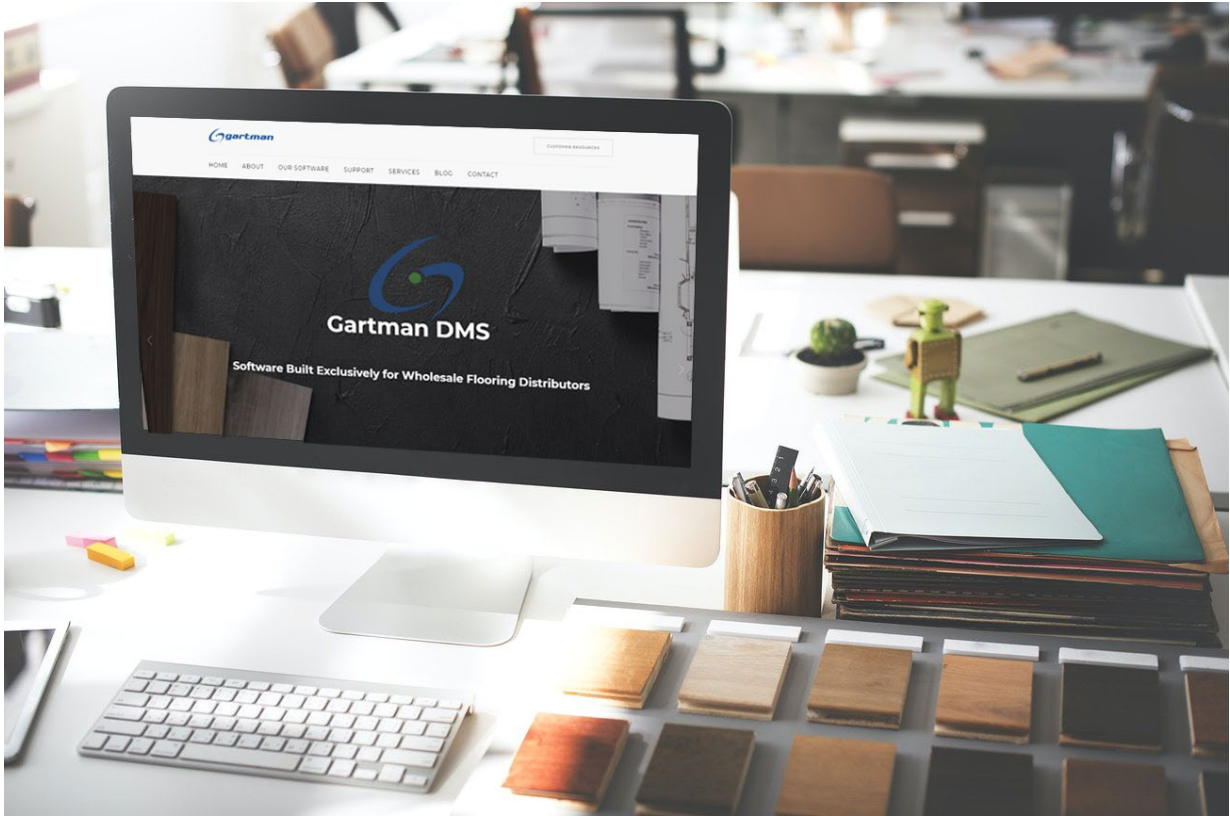 gartman
CUSTOMER RESOURCES
HOME ABOUT OUR SOFTWARE SUPPORT SERVICES BLOG CONTACT
Gartman DMS
Software Built Exclusively for Wholesale Flooring Distributors